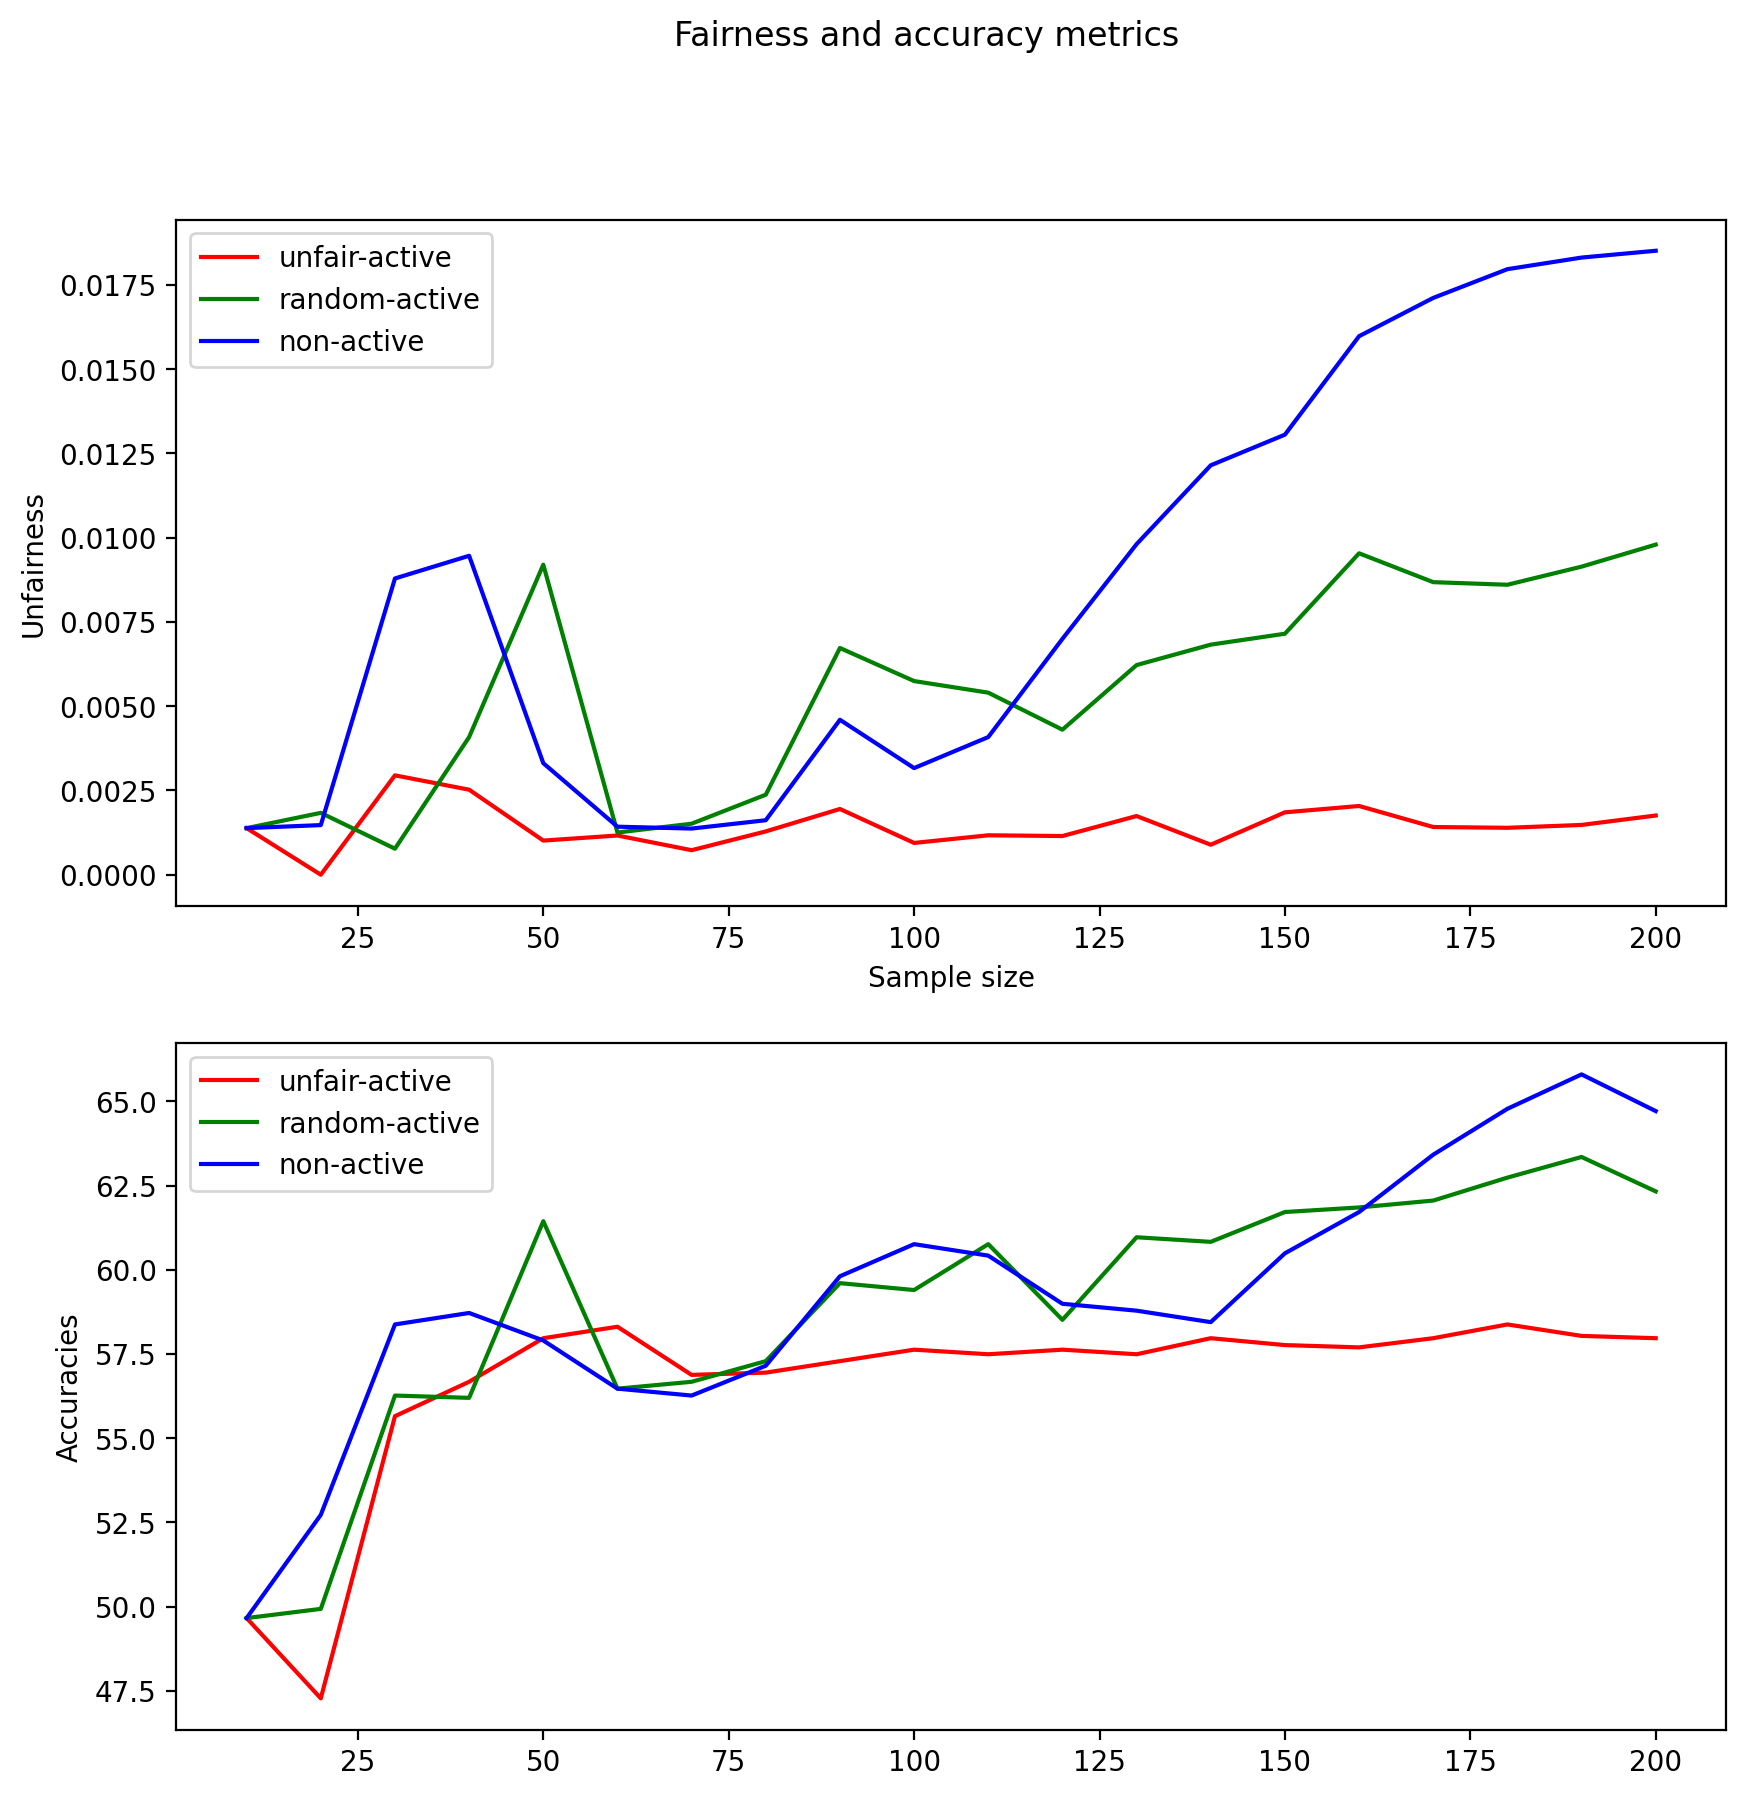 Fairness and accuracy metrics
unfair-active
random-active
non-active
0.0175
0.0150
0.0125
0.0100
0.0075
0.0050
0.0025
0.0000
Unfairness
25 50 75 100 125 150 175 200
Sample size
unfair-active
random-active
non-active
65.0
62.5
60.0
57.5
55.0
52.5
50.0
47.5
Accuracies
25 50 75 100 125 150 175 200